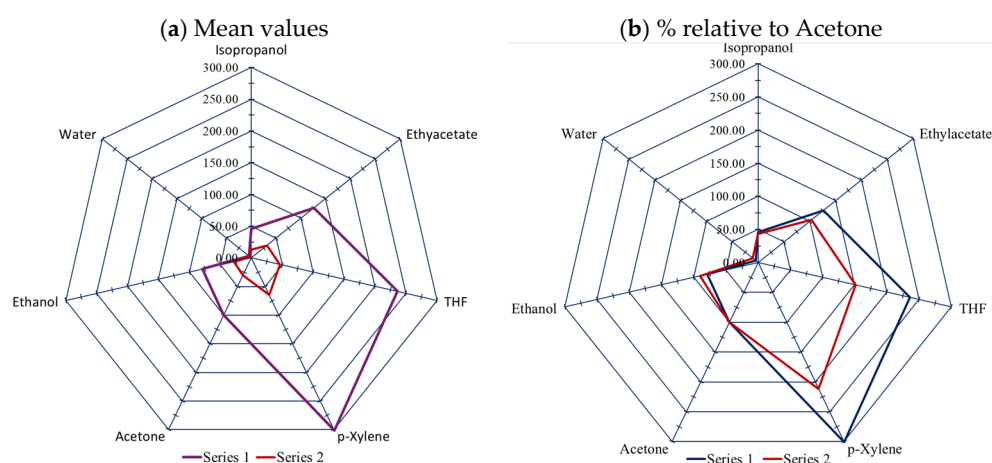 (a) Mean values
Isopropanol
300.00
250.00
200.00
150.00
100.00
50.00
0.00
Water
Ethyacetate
Ethanol
THF
Acetone
p-Xylene
Series 1
Series 2
(b) % relative to Acetone
Isopropanol
300.00
250.00
200.00
150.00
100.00
50.00
0.00
Water
Ethylacetate
Ethanol
THF
Acetone
p-Xylene
Series 1
Series 2